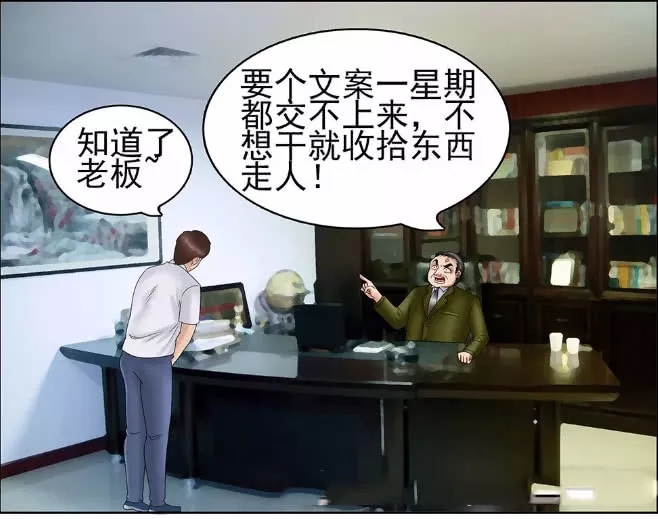 要个文案一星期
都交不上来，不
想干就收拾东西
走人！
知道了
老板~